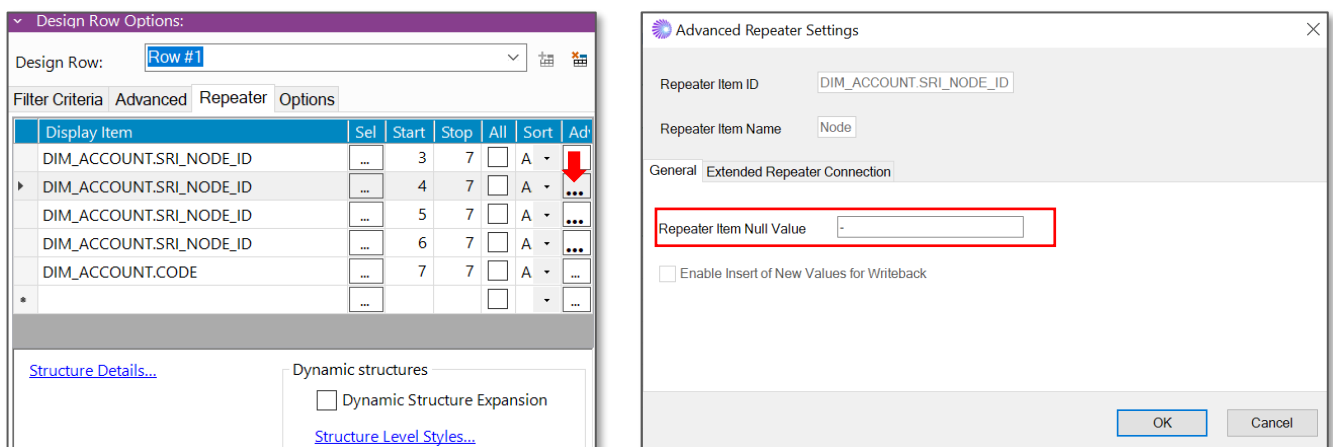 Design Row Options:
Design Row: Row #1
Filter Criteria Advanced Repeater Options
Display Item Sel Start Stop All Sort Adv
DIM_ACCOUNT.SRI_NODE_ID ... 3 7 A
DIM_ACCOUNT.SRI_NODE_ID ... 4 7 A ...
DIM_ACCOUNT.SRI_NODE_ID ... 5 7 A ...
DIM_ACCOUNT.SRI_NODE_ID ... 6 7 A ...
DIM_ACCOUNT.CODE ... 7 7 A ...
* ... ...
Structure Details...
Dynamic structures
Dynamic Structure Expansion
Structure Level Styles...
Advanced Repeater Settings
Repeater Item ID DIM_ACCOUNT.SRI_NODE_ID
Repeater Item Name Node
General Extended Repeater Connection
Repeater Item Null Value -
Enable Insert of New Values for Writeback
OK Cancel